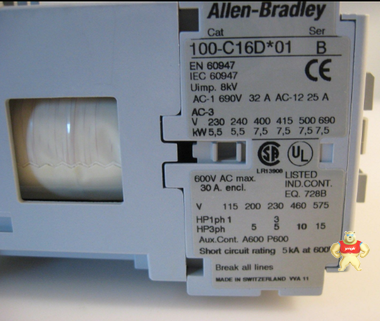 Allen-Bradley
Cat Ser
100-C16D*01 B
EN 60947
IEC 60947
CE
Uimp. 8kV
AC-1 690V 32 A AC-12 25 A
AC-3
V 230 240 400 415 500 690
kW 5,5 5,5 7,5 7,5 7,5 7,5
SA UL
LR13908
600V AC max. LISTED
30 A. encl. IND.CONT.
EQ. 728B
V 115 200 230 460 575
HP1ph 1 3
HP3ph 5 5 10 15
Aux.Cont. A600 P600
Short circuit rating 5kA at 600V
Break all lines
MADE IN SWITZERLAND